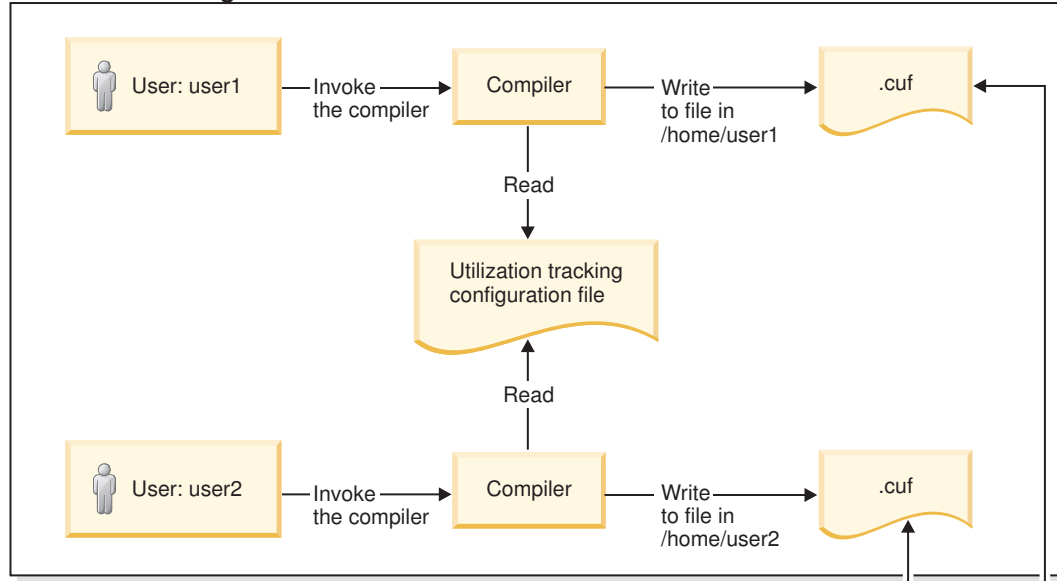 User: user1
Invoke
the compiler
Compiler
Write
to file in
/home/user1
.cuf
Read
Utilization tracking
configuration file
Read
User: user2
Invoke
the compiler
Compiler
Write
to file in
/home/user2
.cuf